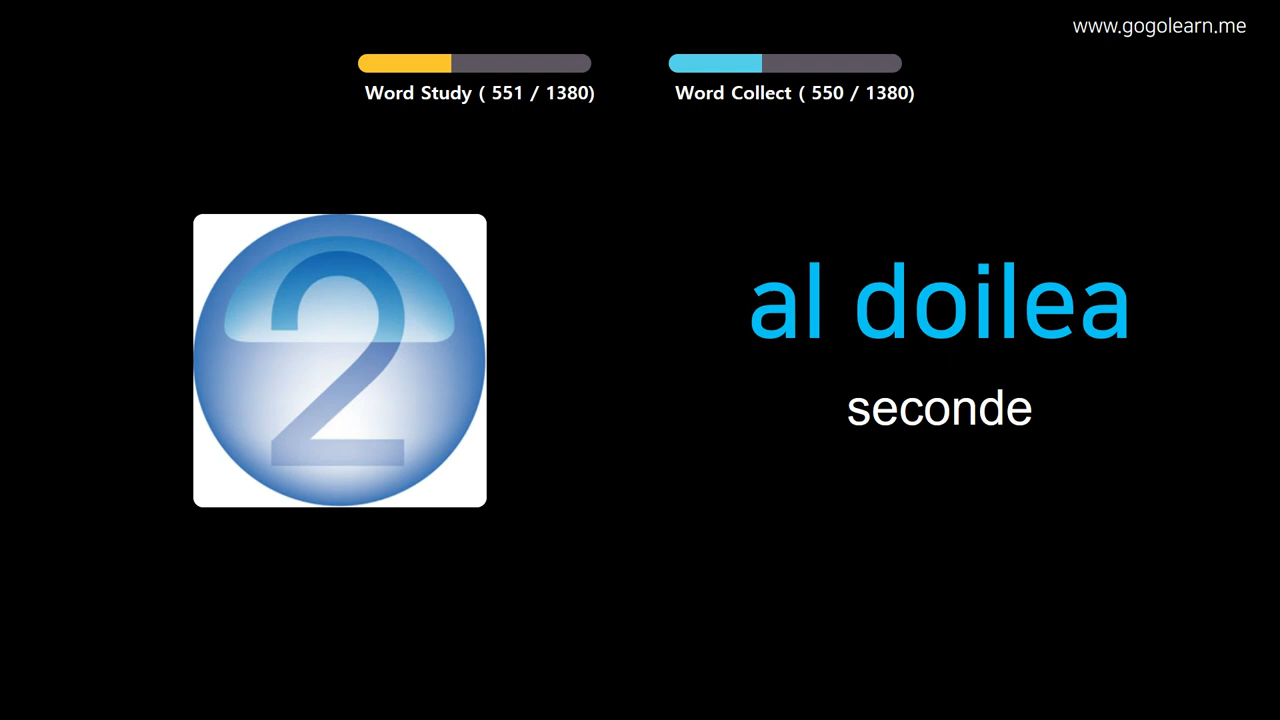 www.gogolearn.me
Word Study ( 551 / 1380)
Word Collect ( 550 / 1380)
2
al doilea
seconde